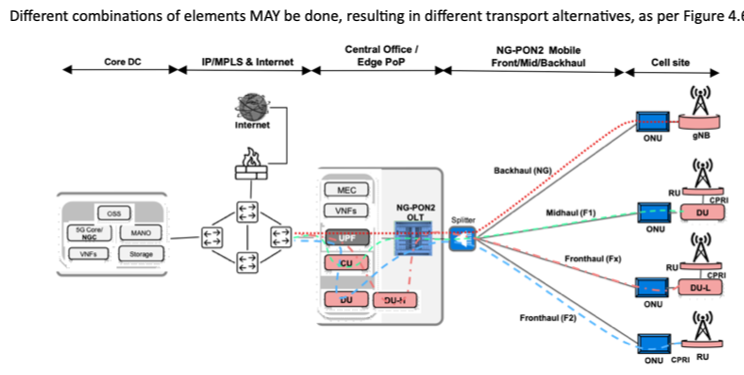 Different combinations of elements MAY be done, resulting in different transport alternatives, as per Figure 4.6
Core DC
IP/MPLS & Internet
Central Office /
Edge PoP
NG-PON2 Mobile
Front/Mid/Backhaul
Cell site
Internet
OSS
5G Core/
NGC
MANO
VNFs
Storage
MEC
VNFs
UPF
CU
DU
DU-H
NG-PON2
OLT
Splitter
Backhaul (NG)
Midhaul (F1)
Fronthaul (Fx)
Fronthaul (F2)
ONU
gNB
RU
CPRI
DU
ONU
RU
CPRI
DU-L
ONU
ONU
CPRI
RU